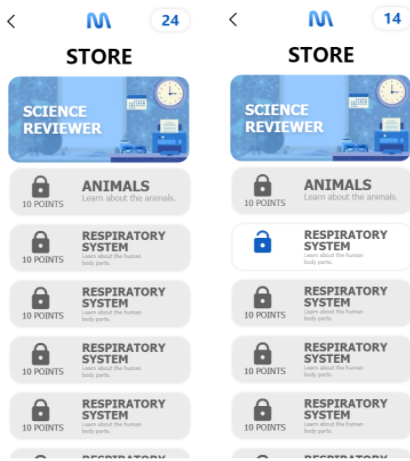 24
STORE
SCIENCE
REVIEWER
ANIMALS
Learn about the animals.
10 POINTS
RESPIRATORY
SYSTEM
Learn about the human
body parts.
10 POINTS
RESPIRATORY
SYSTEM
Learn about the human
body parts.
10 POINTS
RESPIRATORY
SYSTEM
Learn about the human
body parts.
10 POINTS
RESPIRATORY
SYSTEM
Learn about the human
body parts.
10 POINTS
RESPIRATORY
14
STORE
SCIENCE
REVIEWER
ANIMALS
Learn about the animals.
10 POINTS
RESPIRATORY
SYSTEM
Learn about the human
body parts.
RESPIRATORY
SYSTEM
Learn about the human
body parts.
10 POINTS
RESPIRATORY
SYSTEM
Learn about the human
body parts.
10 POINTS
RESPIRATORY
SYSTEM
Learn about the human
body parts.
10 POINTS
RESPIRATORY